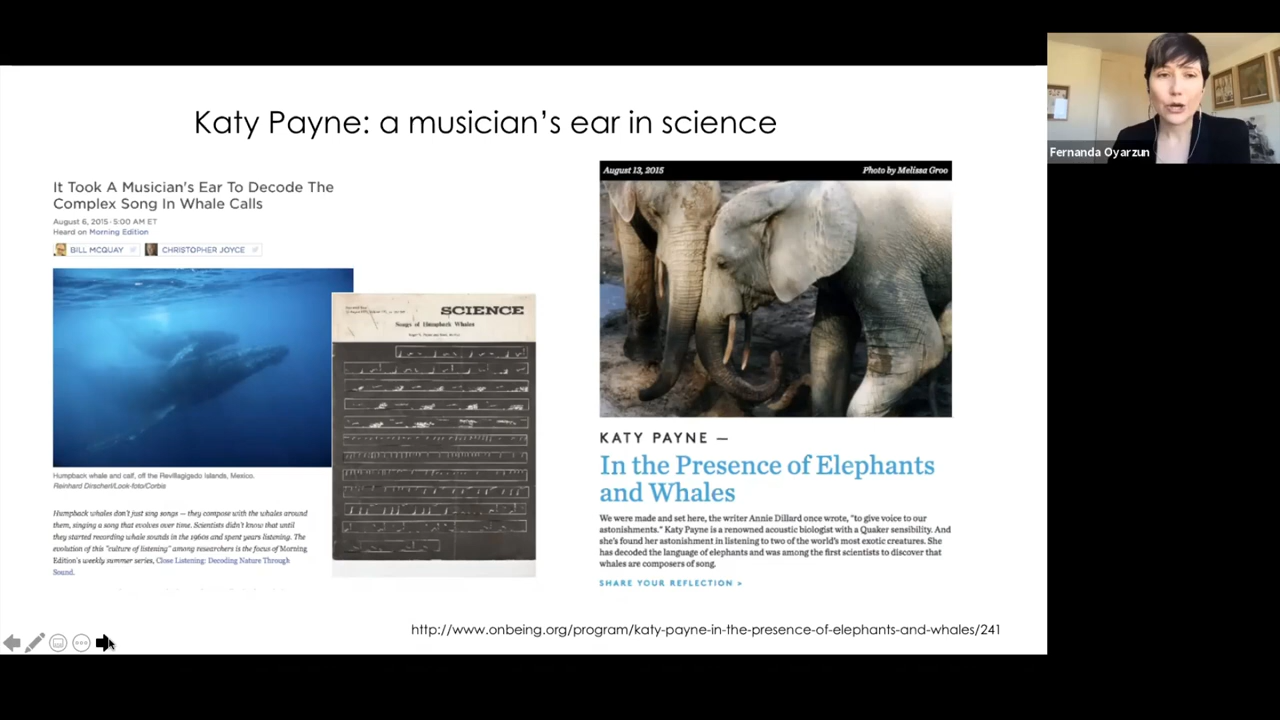 Katy Payne: a musician's ear in science
It Took A Musician's Ear To Decode The
Complex Song In Whale Calls
August 6, 2015 · 5:00 AM ET
Heard on Morning Edition
BILL MCQUAY
CHRISTOPHER JOYCE
Humpback whale and calf, off the Revillagigedo Islands, Mexico.
Reinhard Dirscherl/Look-foto/Corbis
Humpback whales don't just sing songs — they compose with the whales around
them, singing a song that evolves over time. Scientists didn't know that until
they started recording whale sounds in the 1960s and spent years listening. The
evolution of this "culture of listening" among researchers is the focus of Morning
Edition's weekly summer series, Close Listening: Decoding Nature Through
Sound.
SCIENCE
Songs of Humpback Whales
August 13, 2015
Photo by Melissa Groo
KATY PAYNE —
In the Presence of Elephants
and Whales
We were made and set here, the writer Annie Dillard once wrote, "to give voice to our
astonishments." Katy Payne is a renowned acoustic biologist with a Quaker sensibility. And
she's found her astonishment in listening to two of the world's most exotic creatures. She
has decoded the language of elephants and was among the first scientists to discover that
whales are composers of song.
SHARE YOUR REFLECTION >
http://www.onbeing.org/program/katy-payne-in-the-presence-of-elephants-and-whales/241
Fernanda Oyarzun